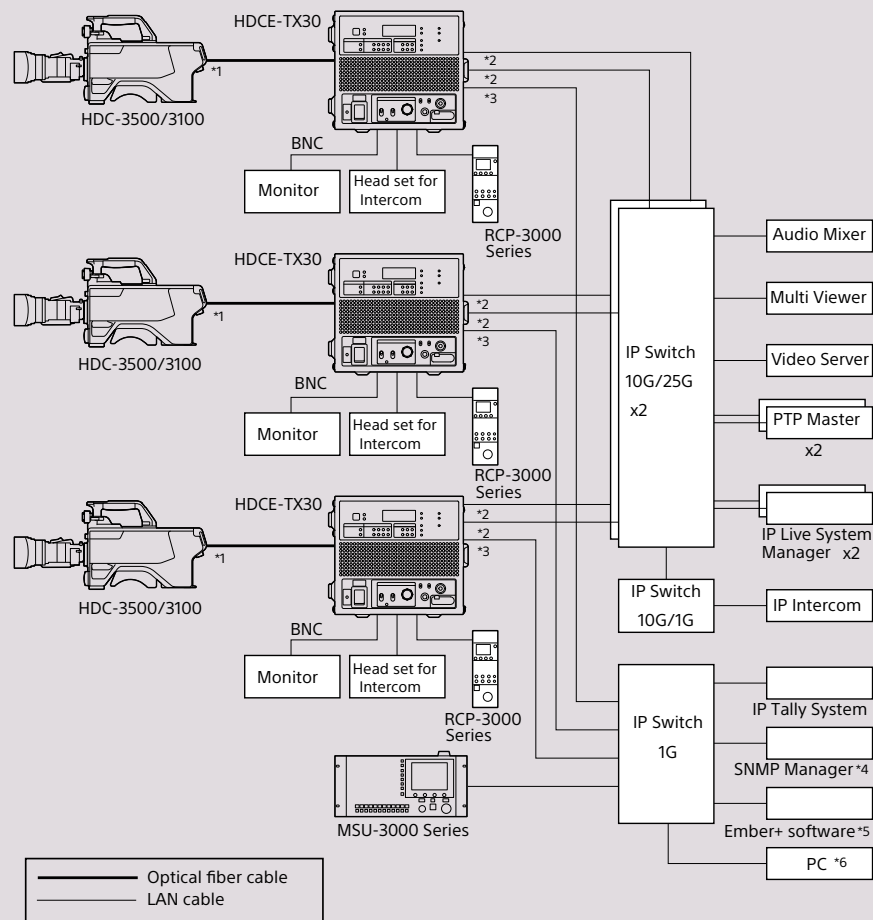 HDCE-TX30
*1
*2
*2
*3
HDC-3500/3100
BNC
Monitor
Head set for
Intercom
RCP-3000
Series
HDCE-TX30
*1
*2
*2
*3
HDC-3500/3100
BNC
Monitor
Head set for
Intercom
RCP-3000
Series
HDCE-TX30
*1
*2
*2
*3
HDC-3500/3100
BNC
Monitor
Head set for
Intercom
RCP-3000
Series
MSU-3000 Series
IP Switch
10G/25G
x2
Audio Mixer
Multi Viewer
Video Server
PTP Master
x2
IP Live System
Manager x2
IP Switch
10G/1G
IP Intercom
IP Switch
1G
IP Tally System
SNMP Manager*4
Ember+ software*5
PC *6
Optical fiber cable
LAN cable